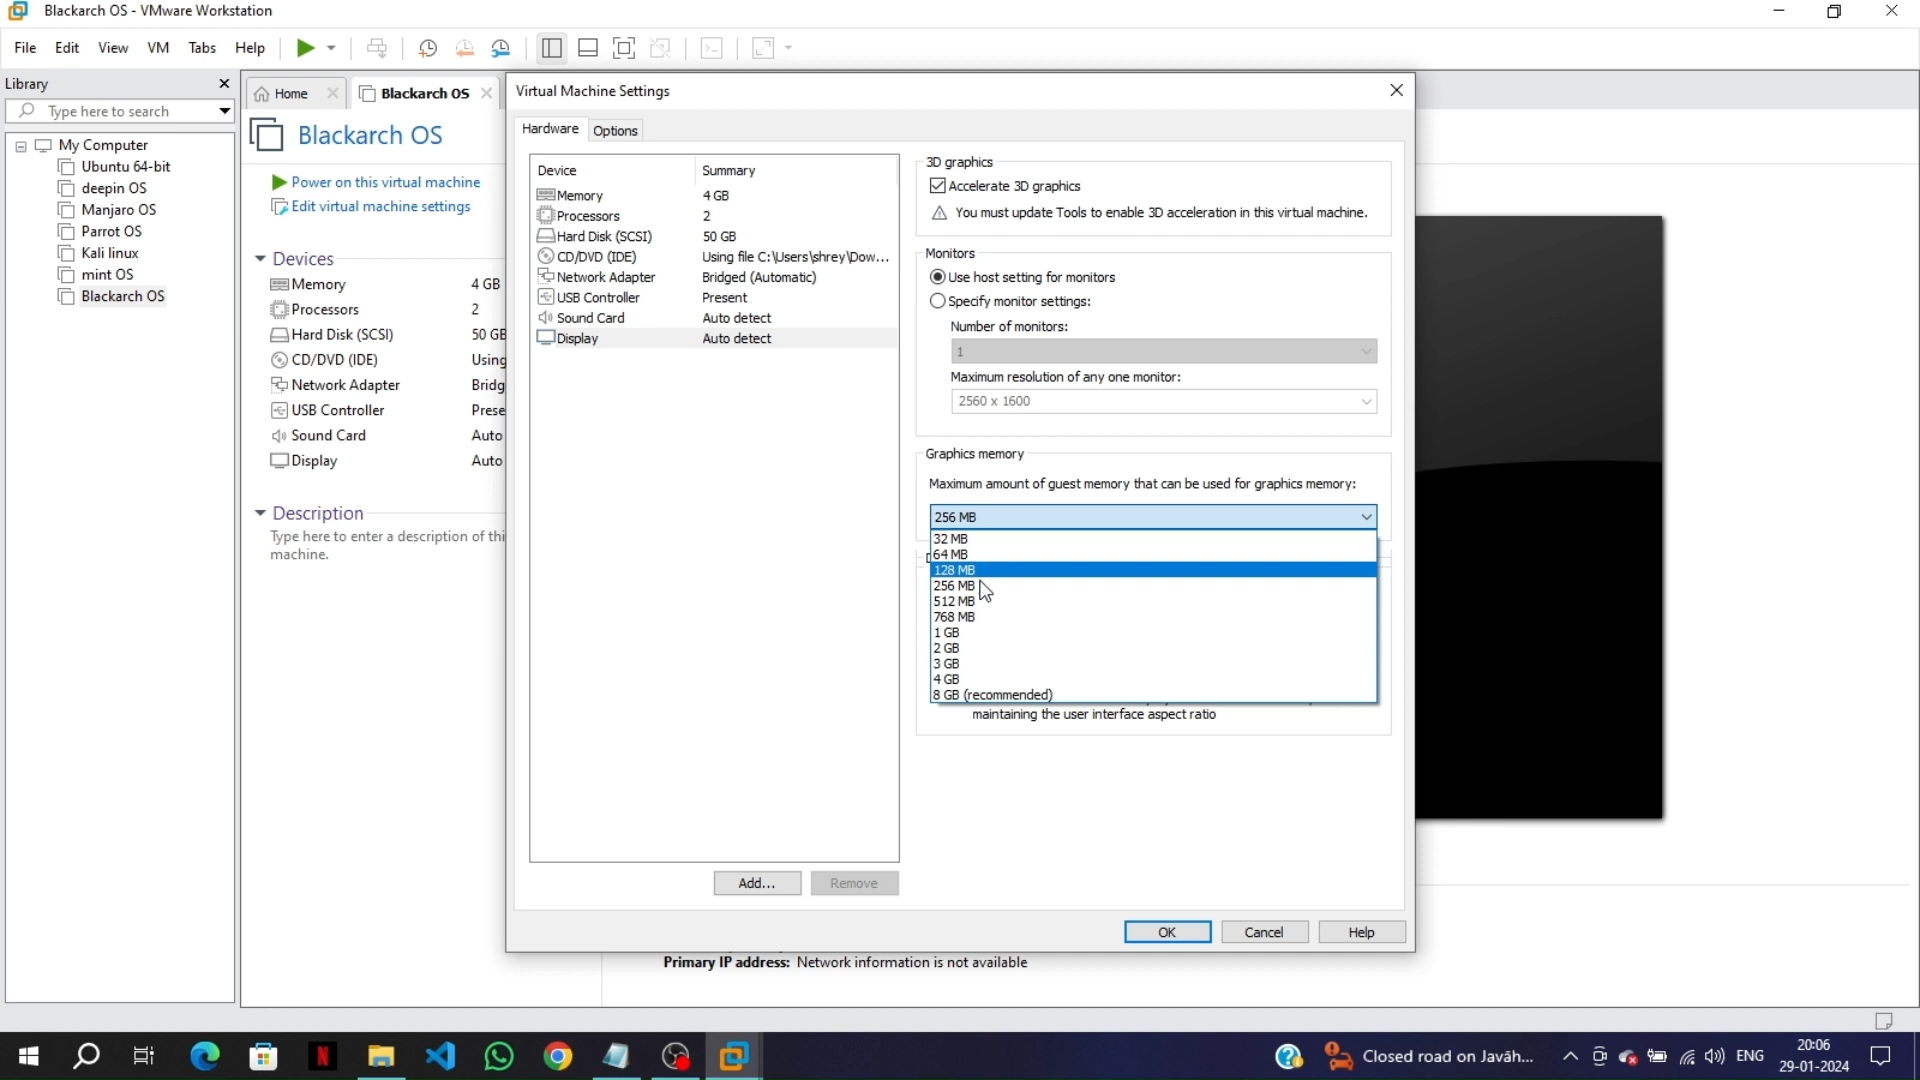 Blackarch OS - VMware Workstation
File Edit View VM Tabs Help
Library
Type here to search
My Computer
Ubuntu 64-bit
deepin OS
Manjaro OS
Parrot OS
Kali linux
mint OS
Blackarch OS
Home
Blackarch OS
Blackarch OS
Power on this virtual machine
Edit virtual machine settings
Devices
Memory 4 GB
Processors 2
Hard Disk (SCSI) 50 GB
CD/DVD (IDE) Using
Network Adapter Bridg
USB Controller Prese
Sound Card Auto
Display Auto
Description
Type here to enter a description of thi
machine.
Virtual Machine Settings
Hardware Options
Device Summary
Memory 4 GB
Processors 2
Hard Disk (SCSI) 50 GB
CD/DVD (IDE) Using file C:\Users\shrey\Dow...
Network Adapter Bridged (Automatic)
USB Controller Present
Sound Card Auto detect
Display Auto detect
Add... Remove
3D graphics
Accelerate 3D graphics
You must update Tools to enable 3D acceleration in this virtual machine.
Monitors
Use host setting for monitors
Specify monitor settings:
Number of monitors:
1
Maximum resolution of any one monitor:
2560 x 1600
Graphics memory
Maximum amount of guest memory that can be used for graphics memory:
256 MB
32 MB
64 MB
128 MB
256 MB
512 MB
768 MB
1 GB
2 GB
3 GB
4 GB
8 GB (recommended)
maintaining the user interface aspect ratio
OK Cancel Help
Primary IP address: Network information is not available
Closed road on Javāh...
ENG
20:06
29-01-2024